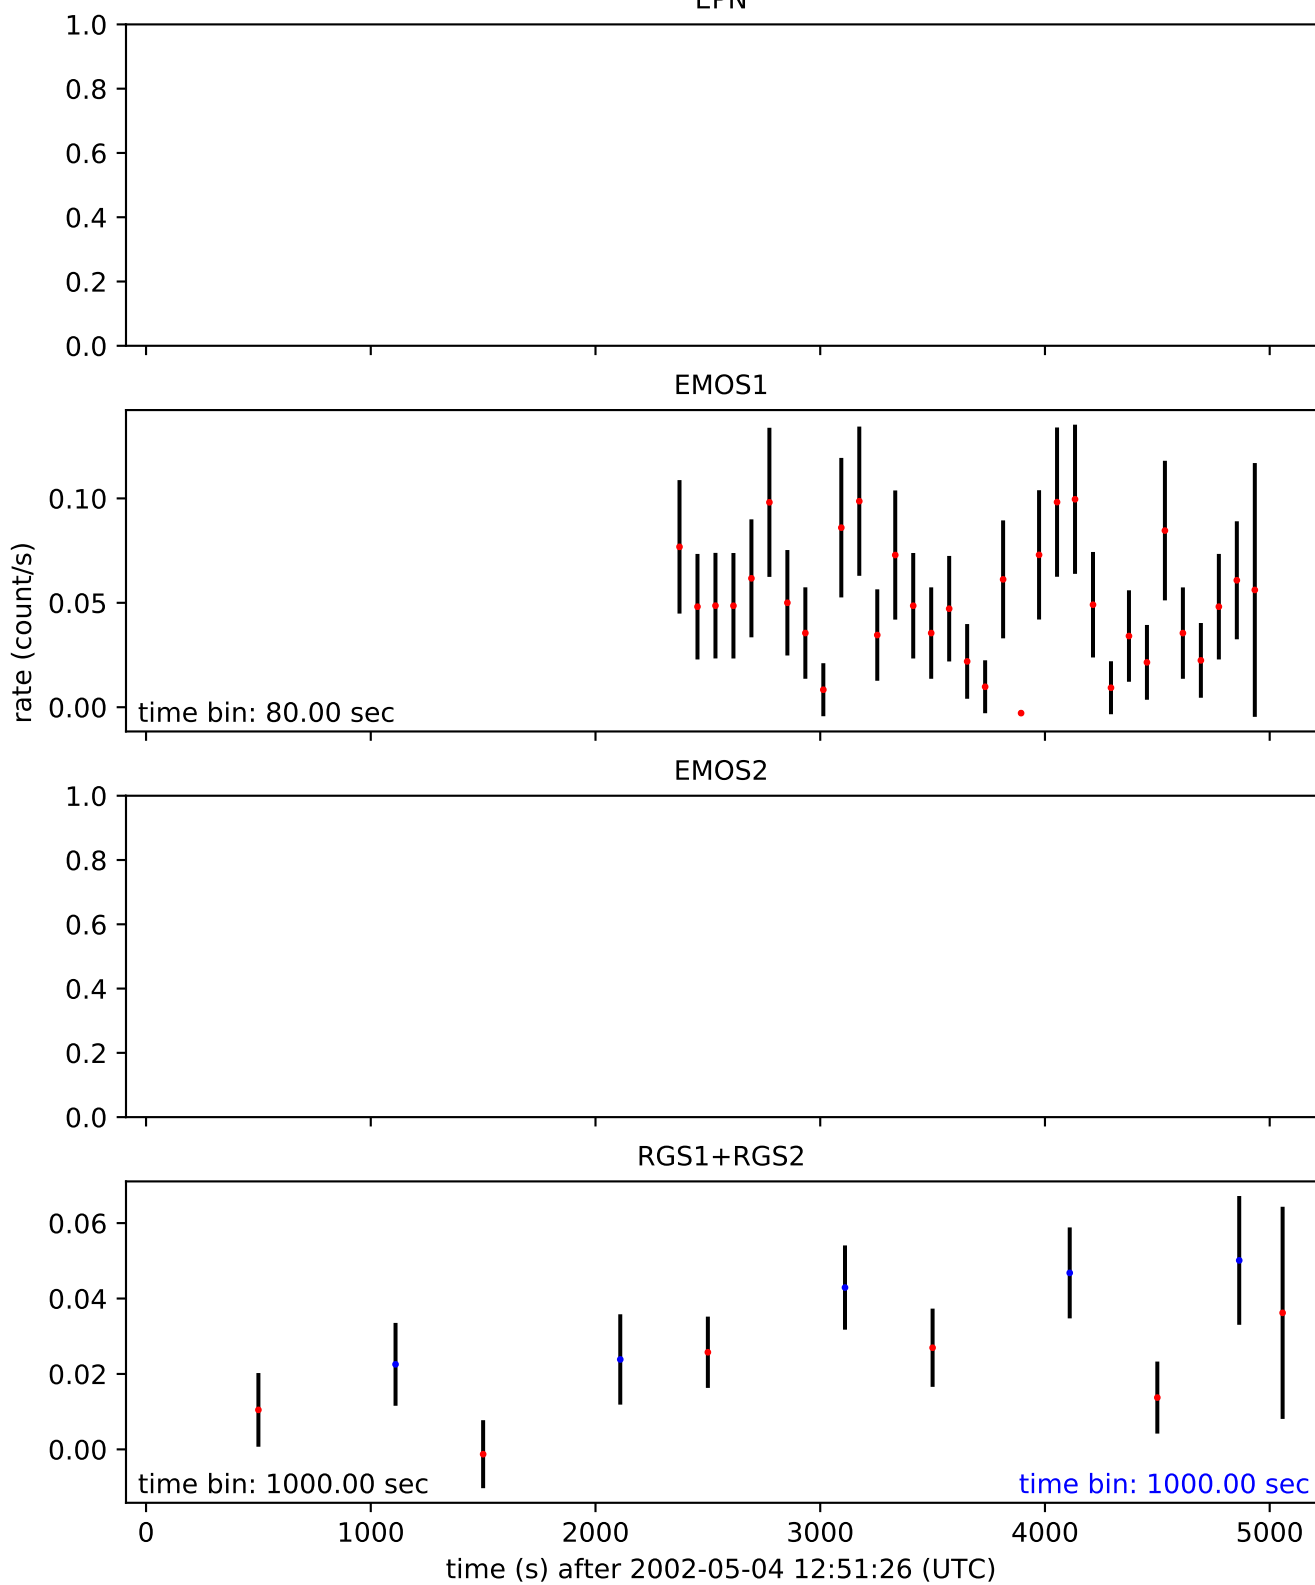 EPN
1.0
0.8
0.6
0.4
0.2
0.0
EMOS1
0.10
0.05
0.00
rate (count/s)
time bin: 80.00 sec
EMOS2
1.0
0.8
0.6
0.4
0.2
0.0
RGS1+RGS2
0.06
0.04
0.02
0.00
time bin: 1000.00 sec
time bin: 1000.00 sec
0 1000 2000 3000 4000 5000
time (s) after 2002-05-04 12:51:26 (UTC)